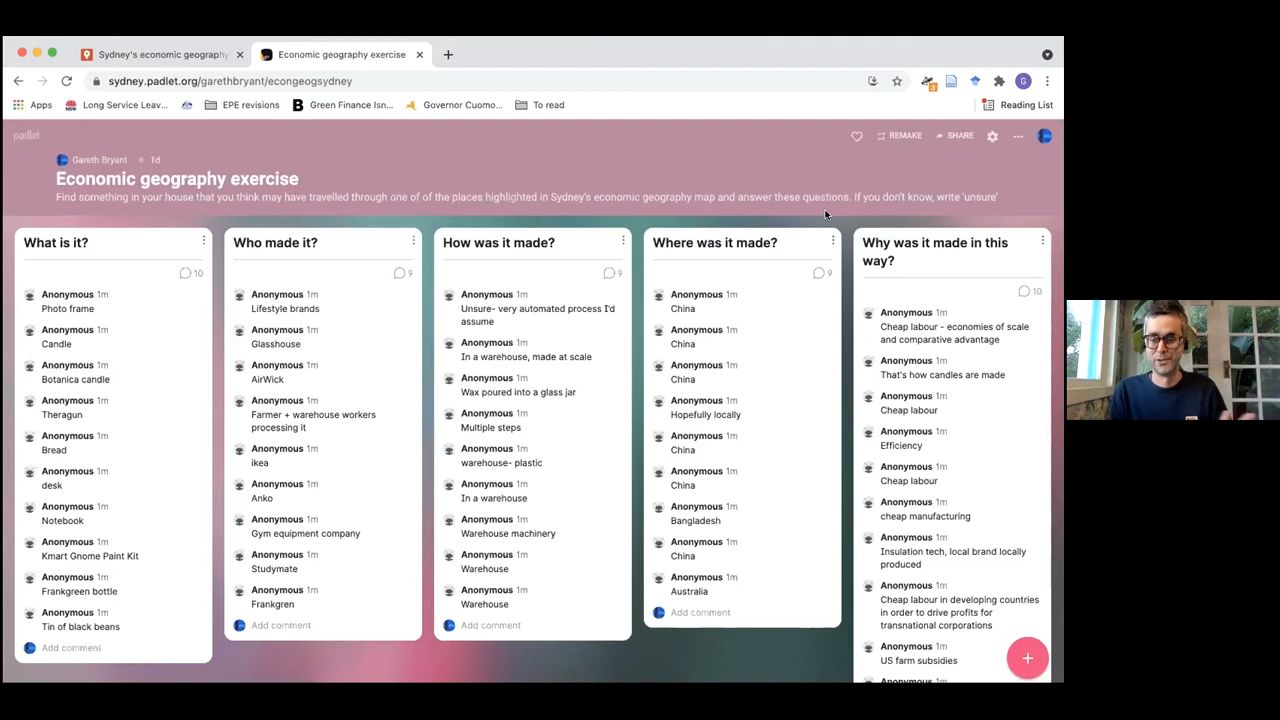 Sydney's economic geography
Economic geography exercise
sydney.padlet.org/garethbryant/econgeogsydney
G
Apps
Long Service Leav...
EPE revisions
B
Green Finance Isn...
Governor Cuomo...
To read
Reading List
padlet
REMAKE
SHARE
Gareth Bryant
1d
Economic geography exercise
Find something in your house that you think may have travelled through one of of the places highlighted in Sydney's economic geography map and answer these questions. If you don't know, write 'unsure'
What is it?
10
Anonymous 1m
Photo frame
Anonymous 1m
Candle
Anonymous 1m
Botanica candle
Anonymous 1m
Theragun
Anonymous 1m
Bread
Anonymous 1m
desk
Anonymous 1m
Notebook
Anonymous 1m
Kmart Gnome Paint Kit
Anonymous 1m
Frankgreen bottle
Anonymous 1m
Tin of black beans
Add comment
Who made it?
9
Anonymous 1m
Lifestyle brands
Anonymous 1m
Glasshouse
Anonymous 1m
AirWick
Anonymous 1m
Farmer + warehouse workers
processing it
Anonymous 1m
ikea
Anonymous 1m
Anko
Anonymous 1m
Gym equipment company
Anonymous 1m
Studymate
Anonymous 1m
Frankgren
Add comment
How was it made?
9
Anonymous 1m
Unsure- very automated process I'd
assume
Anonymous 1m
In a warehouse, made at scale
Anonymous 1m
Wax poured into a glass jar
Anonymous 1m
Multiple steps
Anonymous 1m
warehouse- plastic
Anonymous 1m
In a warehouse
Anonymous 1m
Warehouse machinery
Anonymous 1m
Warehouse
Anonymous 1m
Warehouse
Add comment
Where was it made?
9
Anonymous 1m
China
Anonymous 1m
China
Anonymous 1m
China
Anonymous 1m
Hopefully locally
Anonymous 1m
China
Anonymous 1m
China
Anonymous 1m
Bangladesh
Anonymous 1m
China
Anonymous 1m
Australia
Add comment
Why was it made in this
way?
10
Anonymous 1m
Cheap labour - economies of scale
and comparative advantage
Anonymous 1m
That's how candles are made
Anonymous 1m
Cheap labour
Anonymous 1m
Efficiency
Anonymous 1m
Cheap labour
Anonymous 1m
cheap manufacturing
Anonymous 1m
Insulation tech, local brand locally
produced
Anonymous 1m
Cheap labour in developing countries
in order to drive profits for
transnational corporations
Anonymous 1m
US farm subsidies